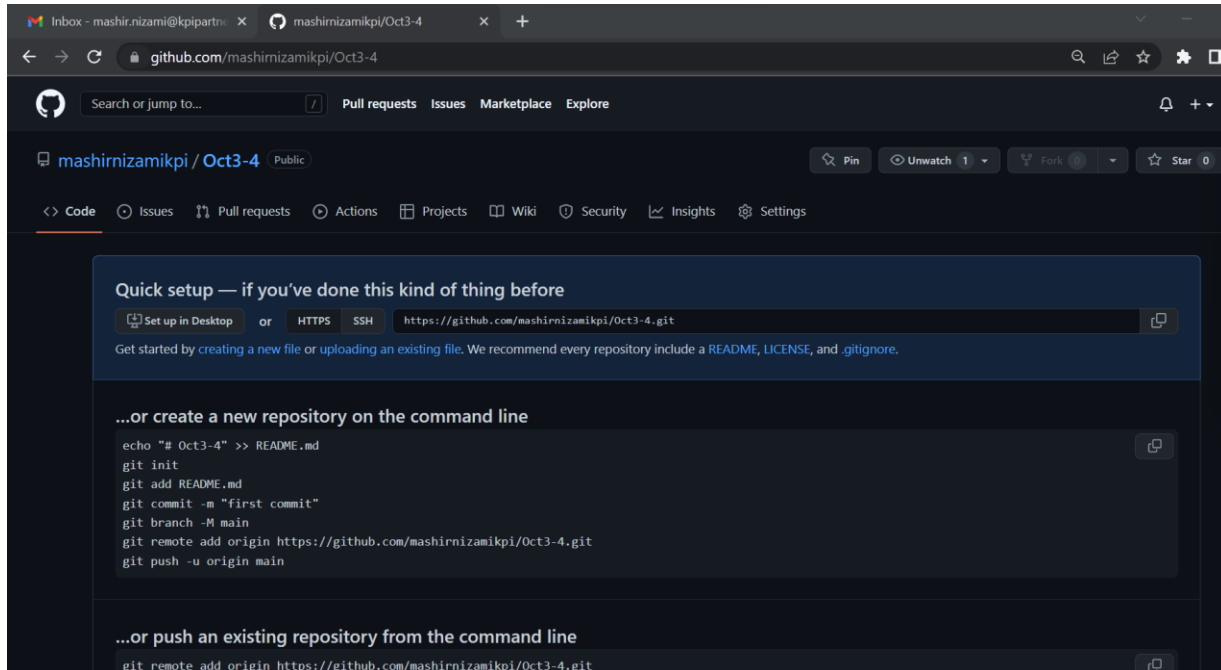 Inbox - mashir.nizami@kpipartne mashirnizamikpi/Oct3-4
github.com/mashirnizamikpi/Oct3-4
Search or jump to... / Pull requests Issues Marketplace Explore
mashirnizamikpi / Oct3-4 Public Pin Unwatch 1 Fork 0 Star 0
<> Code Issues Pull requests Actions Projects Wiki Security Insights Settings
Quick setup — if you've done this kind of thing before
Set up in Desktop or HTTPS SSH https://github.com/mashirnizamikpi/Oct3-4.git
Get started by creating a new file or uploading an existing file. We recommend every repository include a README, LICENSE, and .gitignore.
...or create a new repository on the command line
echo "# Oct3-4" >> README.md
git init
git add README.md
git commit -m "first commit"
git branch -M main
git remote add origin https://github.com/mashirnizamikpi/Oct3-4.git
git push -u origin main
...or push an existing repository from the command line
git remote add origin https://github.com/mashirnizamikpi/Oct3-4.git